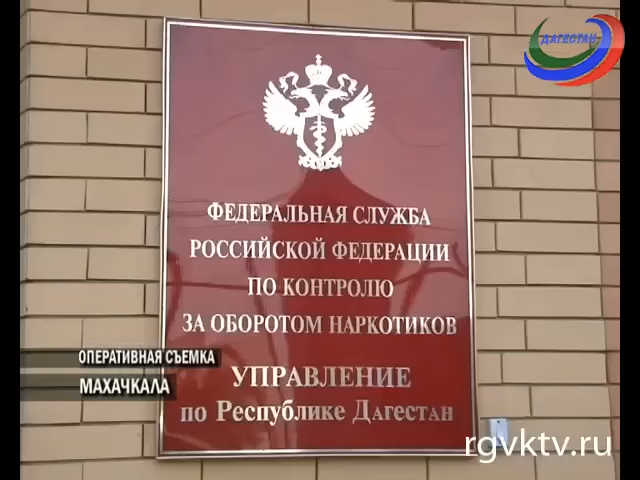 ДАГЕСТАН
ФЕДЕРАЛЬНАЯ СЛУЖБА
РОССИЙСКОЙ ФЕДЕРАЦИИ
ПО КОНТРОЛЮ
ЗА ОБОРОТОМ НАРКОТИКОВ
УПРАВЛЕНИЕ
по Республике Дагестан
ОПЕРАТИВНАЯ СЪЕМКА
МАХАЧКАЛА
rgvktv.ru